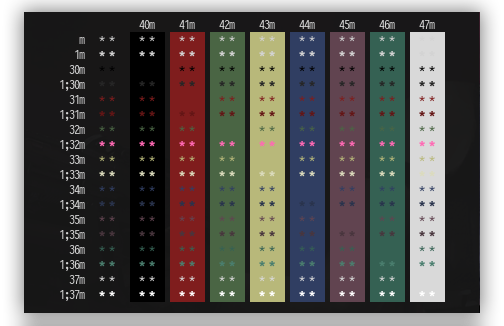 40m 41m 42m 43m 44m 45m 46m 47m
m ** ** ** ** ** ** ** **
1m ** ** ** ** ** ** ** **
30m ** ** ** ** ** ** **
1;30m ** ** ** ** ** ** ** ** **
31m ** ** ** ** ** ** ** **
1;31m ** ** ** ** ** ** ** **
32m ** ** ** ** ** ** ** **
1;32m ** ** ** ** ** ** ** ** **
33m ** ** ** ** ** ** ** ** **
1;33m ** ** ** ** ** ** ** **
34m ** ** ** ** ** ** ** **
1;34m ** ** ** ** ** ** ** ** **
35m ** ** ** ** ** ** ** **
1;35m ** ** ** ** ** ** ** ** **
36m ** ** ** ** ** ** ** **
1;36m ** ** ** ** ** ** ** ** **
37m ** ** ** ** ** ** ** **
1;37m ** ** ** ** ** ** ** ** **